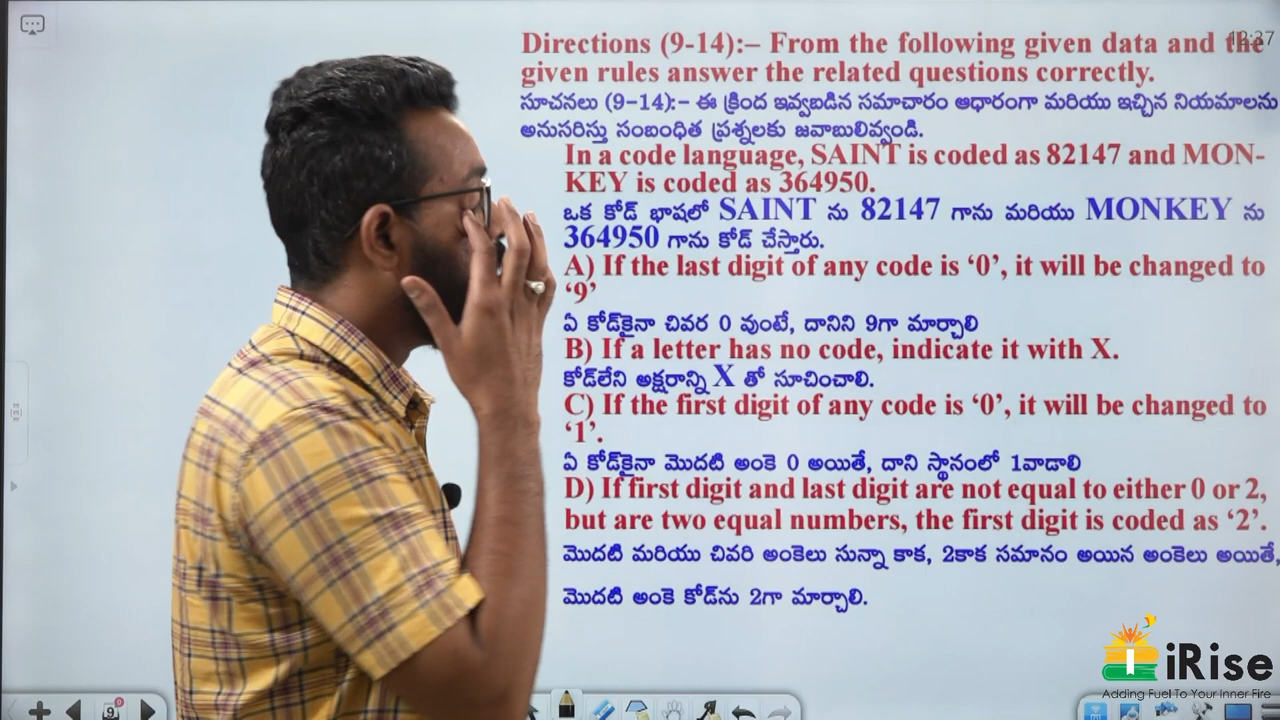 Directions (9-14):– From the following given data and the
12:37
given rules answer the related questions correctly.
సూచనలు (9-14):- ఈ క్రింద ఇవ్వబడిన సమాచారం ఆధారంగా మరియు ఇచ్చిన నియమాలను
అనుసరిస్తు సంబంధిత ప్రశ్నలకు జవాబులివ్వండి.
In a code language, SAINT is coded as 82147 and MON-
KEY is coded as 364950.
ఒక కోడ్ భాషలో SAINT ను 82147 గాను మరియు MONKEY ను
364950 గాను కోడ్ చేస్తారు.
A) If the last digit of any code is ‘0’, it will be changed to
‘9’
ఏ కోడ్‌కైనా చివర 0 వుంటే, దానిని 9గా మార్చాలి
B) If a letter has no code, indicate it with X.
కోడ్‌లేని అక్షరాన్ని X తో సూచించాలి.
C) If the first digit of any code is ‘0’, it will be changed to
‘1’.
ఏ కోడ్‌కైనా మొదటి అంకె 0 అయితే, దాని స్థానంలో 1వాడాలి
D) If first digit and last digit are not equal to either 0 or 2,
but are two equal numbers, the first digit is coded as ‘2’.
మొదటి మరియు చివరి అంకెలు సున్నా కాక, 2కాక సమానం అయిన అంకెలు అయితే,
మొదటి అంకె కోడ్‌ను 2గా మార్చాలి.
iRise
Adding Fuel To Your Inner Fire
9